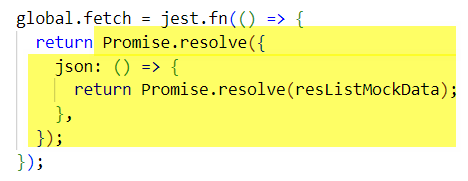 global.fetch = jest.fn(() => {
  return Promise.resolve({
    json: () => {
      return Promise.resolve(resListMockData);
    },
  });
});